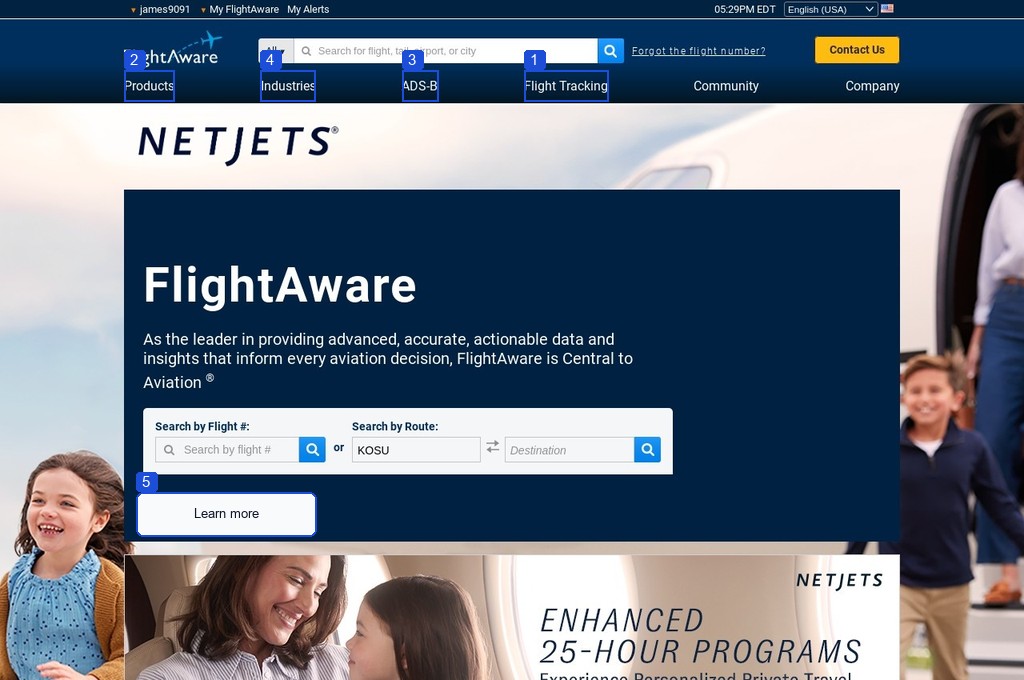 james9091 My FlightAware My Alerts 05:29PM EDT English (USA)
Search for flight, tail, airport, or city Forgot the flight number? Contact Us
2 4 3 1
Products Industries ADS-B Flight Tracking Community Company
NETJETS®
FlightAware
As the leader in providing advanced, accurate, actionable data and
insights that inform every aviation decision, FlightAware is Central to
Aviation ®
Search by Flight #: Search by Route:
Search by flight # or KOSU Destination
5
Learn more
NETJETS
ENHANCED
25-HOUR PROGRAMS
Experience Personalized Private Travel